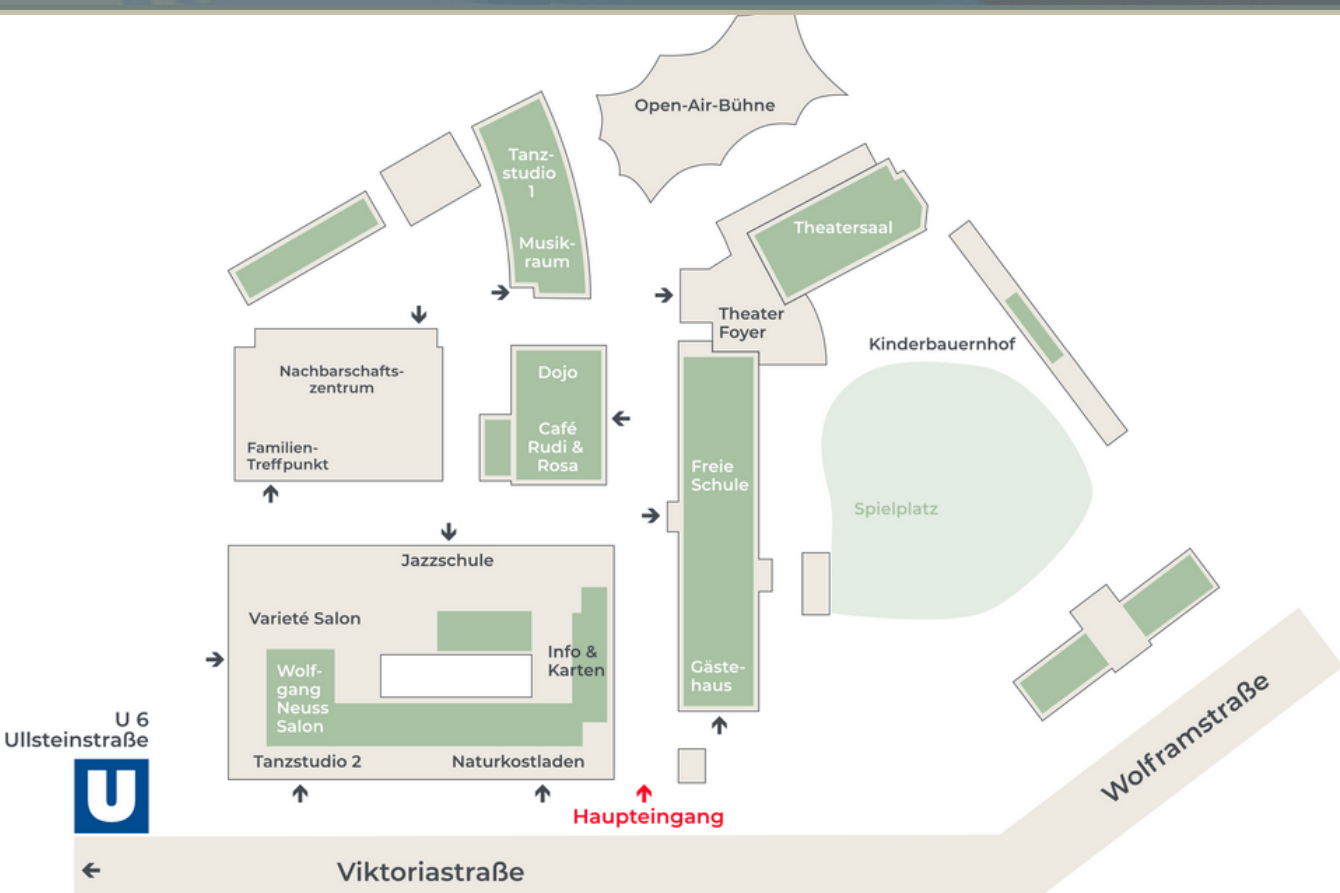 Open-Air-Bühne
Tanz-
studio
1
Musik-
raum
Theatersaal
Theater
Foyer
Kinderbauernhof
Nachbarschafts-
zentrum
Familien-
Treffpunkt
Dojo
Café
Rudi &
Rosa
Freie
Schule
Spielplatz
Jazzschule
Varieté Salon
Info &
Karten
Wolf-
gang
Neuss
Salon
Gäste-
haus
Tanzstudio 2
Naturkostladen
U 6
Ullsteinstraße
U
Haupteingang
Wolframstraße
Viktoriastraße